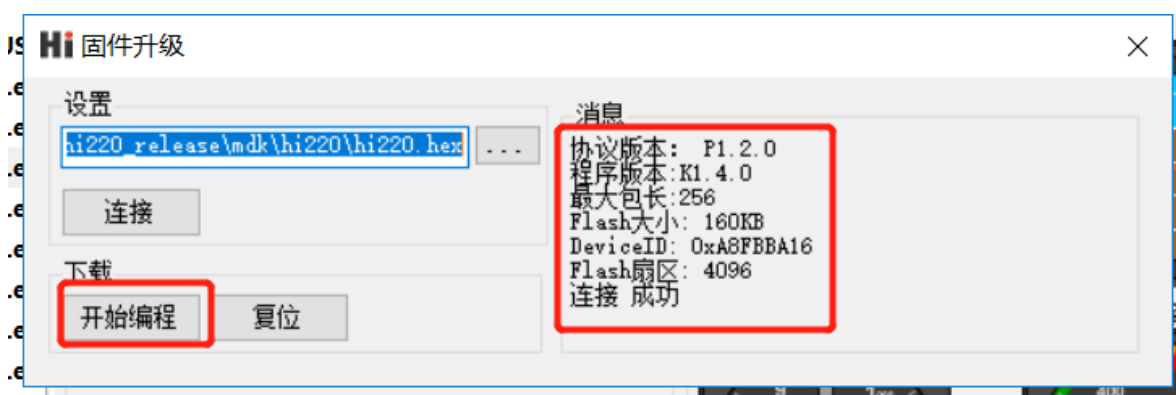 Hi 固件升级
设置
hi220_release\mdk\hi220\hi220.hex
...
连接
下载
开始编程
复位
消息
协议版本: P1.2.0
程序版本:K1.4.0
最大包长:256
Flash大小: 160KB
DeviceID: 0xA8FBBA16
Flash扇区: 4096
连接 成功